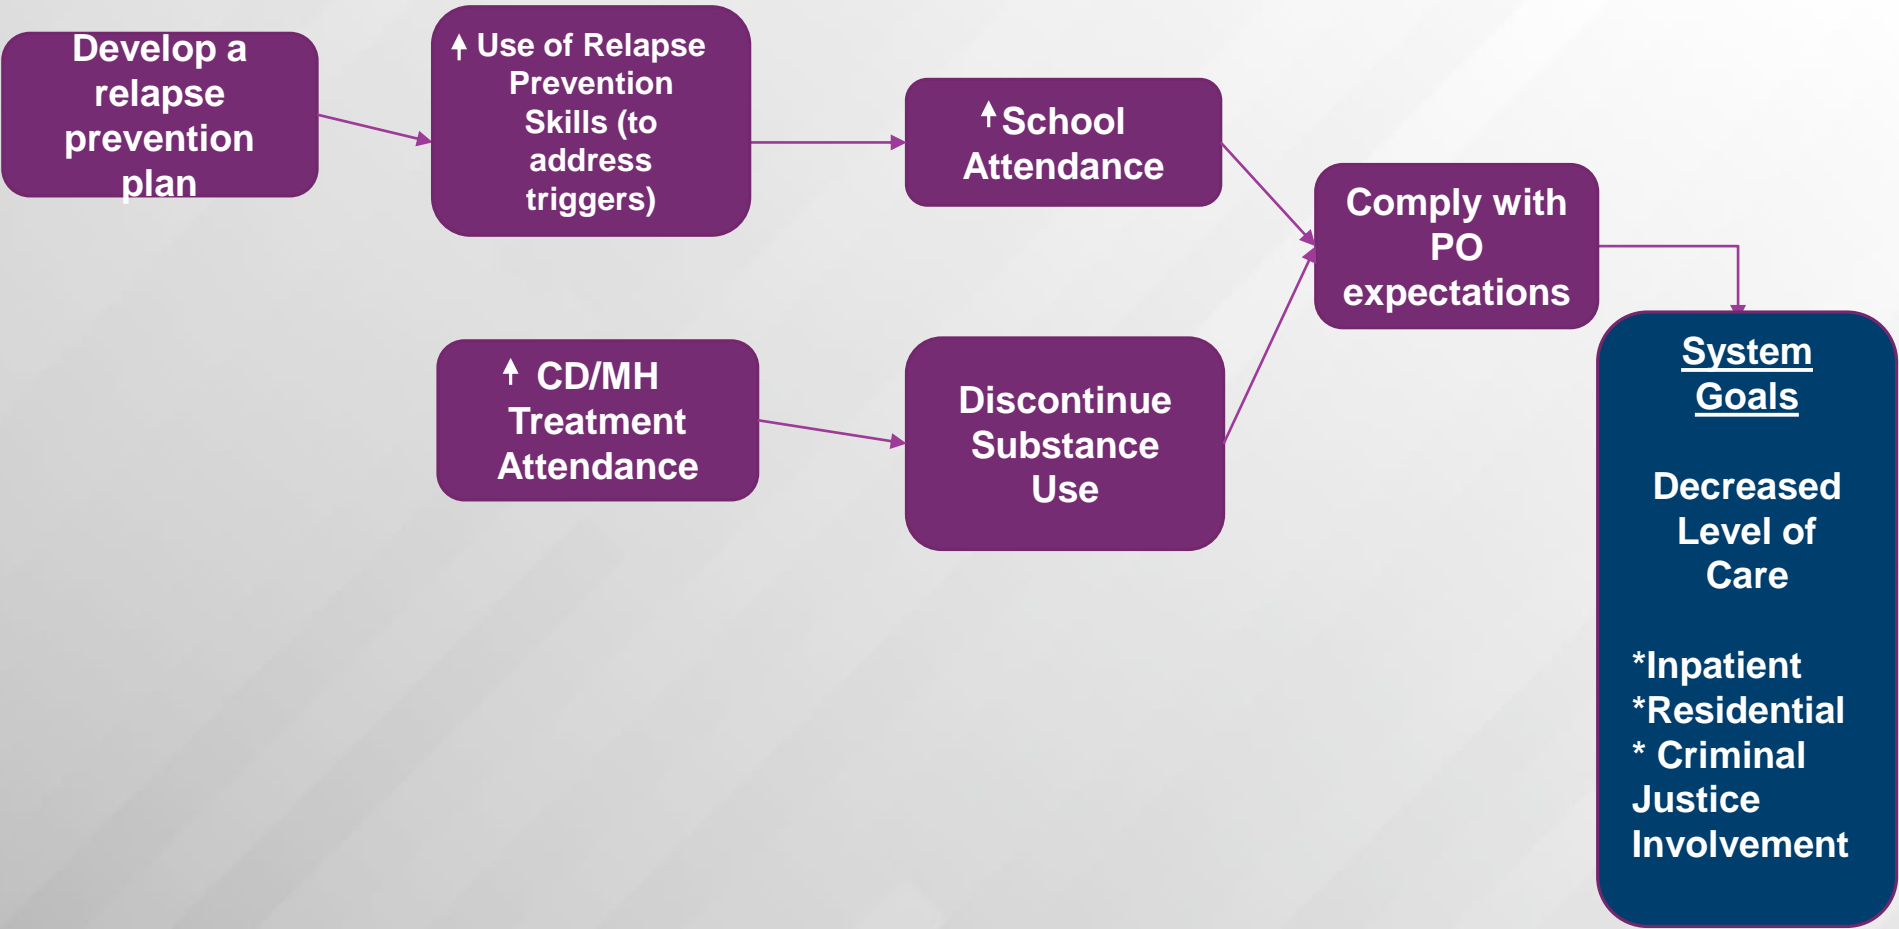 Develop a
relapse
prevention
plan
Use of Relapse
Prevention
Skills (to
address
triggers)
School
Attendance
CD/MH
Treatment
Attendance
Discontinue
Substance
Use
Comply with
PO
expectations
System
Goals
Decreased
Level of
Care
*Inpatient
*Residential
* Criminal
Justice
Involvement